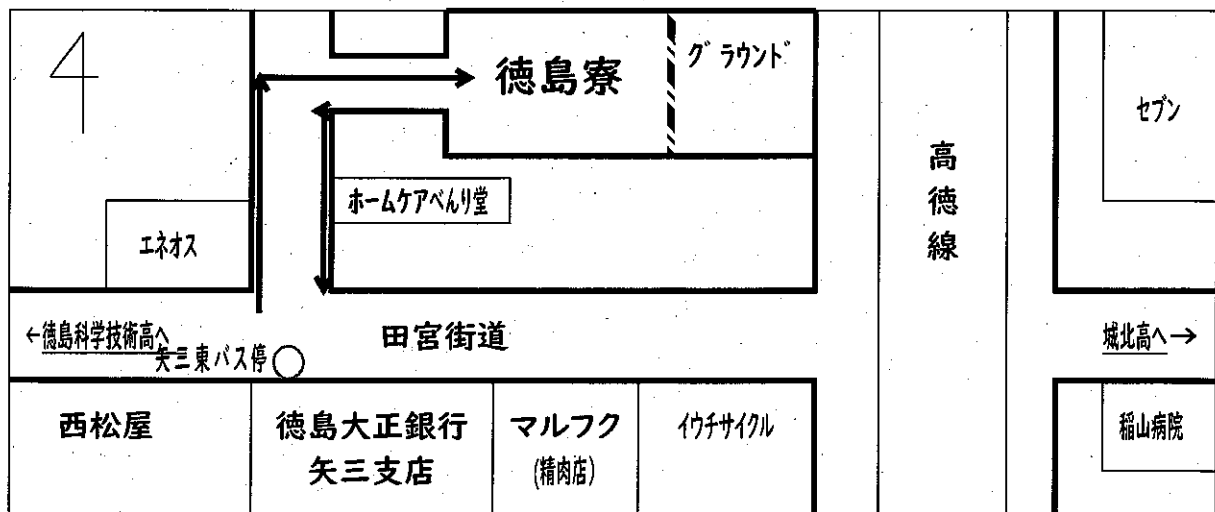 徳島寮
グラウンド
セブン
高徳線
ホームケアべんり堂
エネオス
←徳島科学技術高へ
田宮街道
城北高へ→
矢三東バス停
西松屋
徳島大正銀行
矢三支店
マルフク
(精肉店)
イウチサイクル
稲山病院